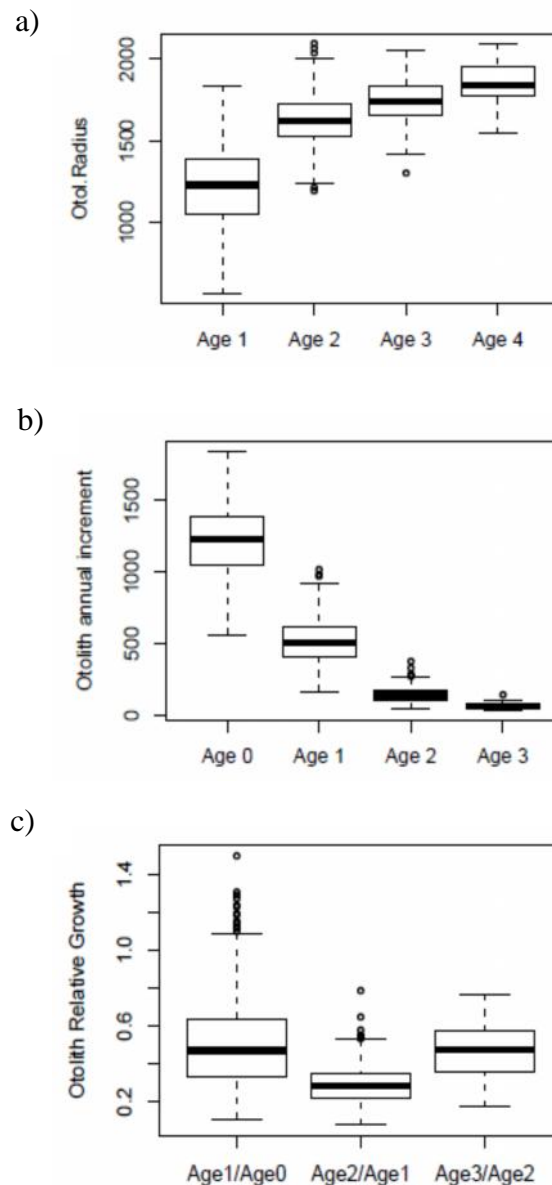 a)
Otol.Radius
2000
1500
1000
Age 1 Age 2 Age 3 Age 4
b)
Otolith annual increment
1500
1000
500
0
Age 0 Age 1 Age 2 Age 3
c)
Otolith Relative Growth
1.4
1.0
0.6
0.2
Age1/Age0 Age2/Age1 Age3/Age2